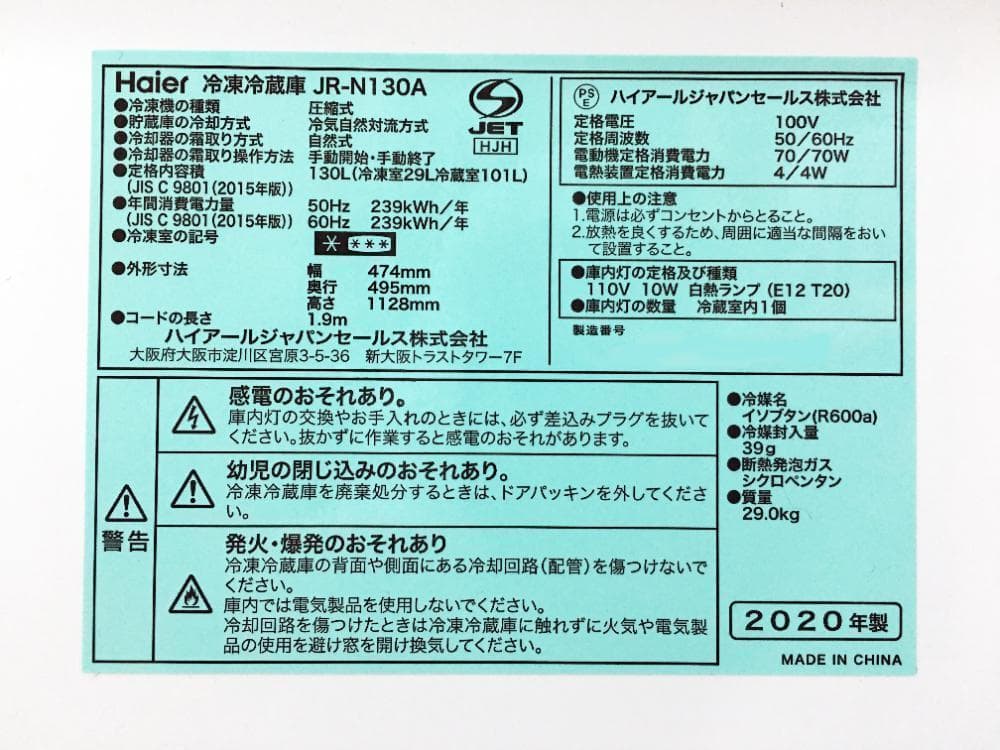 Haier 冷凍冷蔵庫 JR-N130A
●冷凍機の種類 圧縮式
●貯蔵庫の冷却方式 冷気自然対流方式
●冷却器の霜取り方式 自然式
●冷却器の霜取り操作方法 手動開始・手動終了
●定格内容積 130L(冷凍室29L冷蔵室101L)
(JIS C 9801(2015年版))
●年間消費電力量 50Hz 239kWh/年
(JIS C 9801(2015年版)) 60Hz 239kWh/年
●冷凍室の記号 * ***
●外形寸法 幅 474mm
奥行 495mm
高さ 1128mm
●コードの長さ 1.9m
ハイアールジャパンセールス株式会社
大阪府大阪市淀川区宮原3-5-36 新大阪トラストタワー7F
JET
HJH
PS
E
ハイアールジャパンセールス株式会社
定格電圧 100V
定格周波数 50/60Hz
電動機定格消費電力 70/70W
電熱装置定格消費電力 4/4W
●使用上の注意
1.電源は必ずコンセントからとること。
2.放熱を良くするため、周囲に適当な間隔をおい
て設置すること。
●庫内灯の定格及び種類
110V 10W 白熱ランプ (E12 T20)
●庫内灯の数量 冷蔵室内1個
製造番号
警告
感電のおそれあり。
庫内灯の交換やお手入れのときには、必ず差込みプラグを抜いて
ください。抜かずに作業すると感電のおそれがあります。
幼児の閉じ込みのおそれあり。
冷凍冷蔵庫を廃棄処分するときは、ドアパッキンを外してくださ
い。
発火・爆発のおそれあり
冷凍冷蔵庫の背面や側面にある冷却回路(配管)を傷つけないで
ください。
庫内では電気製品を使用しないでください。
冷却回路を傷つけたときは冷凍冷蔵庫に触れずに火気や電気製
品の使用を避け窓を開け換気してください。
●冷媒名
イソブタン(R600a)
●冷媒封入量
39g
●断熱発泡ガス
シクロペンタン
●質量
29.0kg
2020年製
MADE IN CHINA